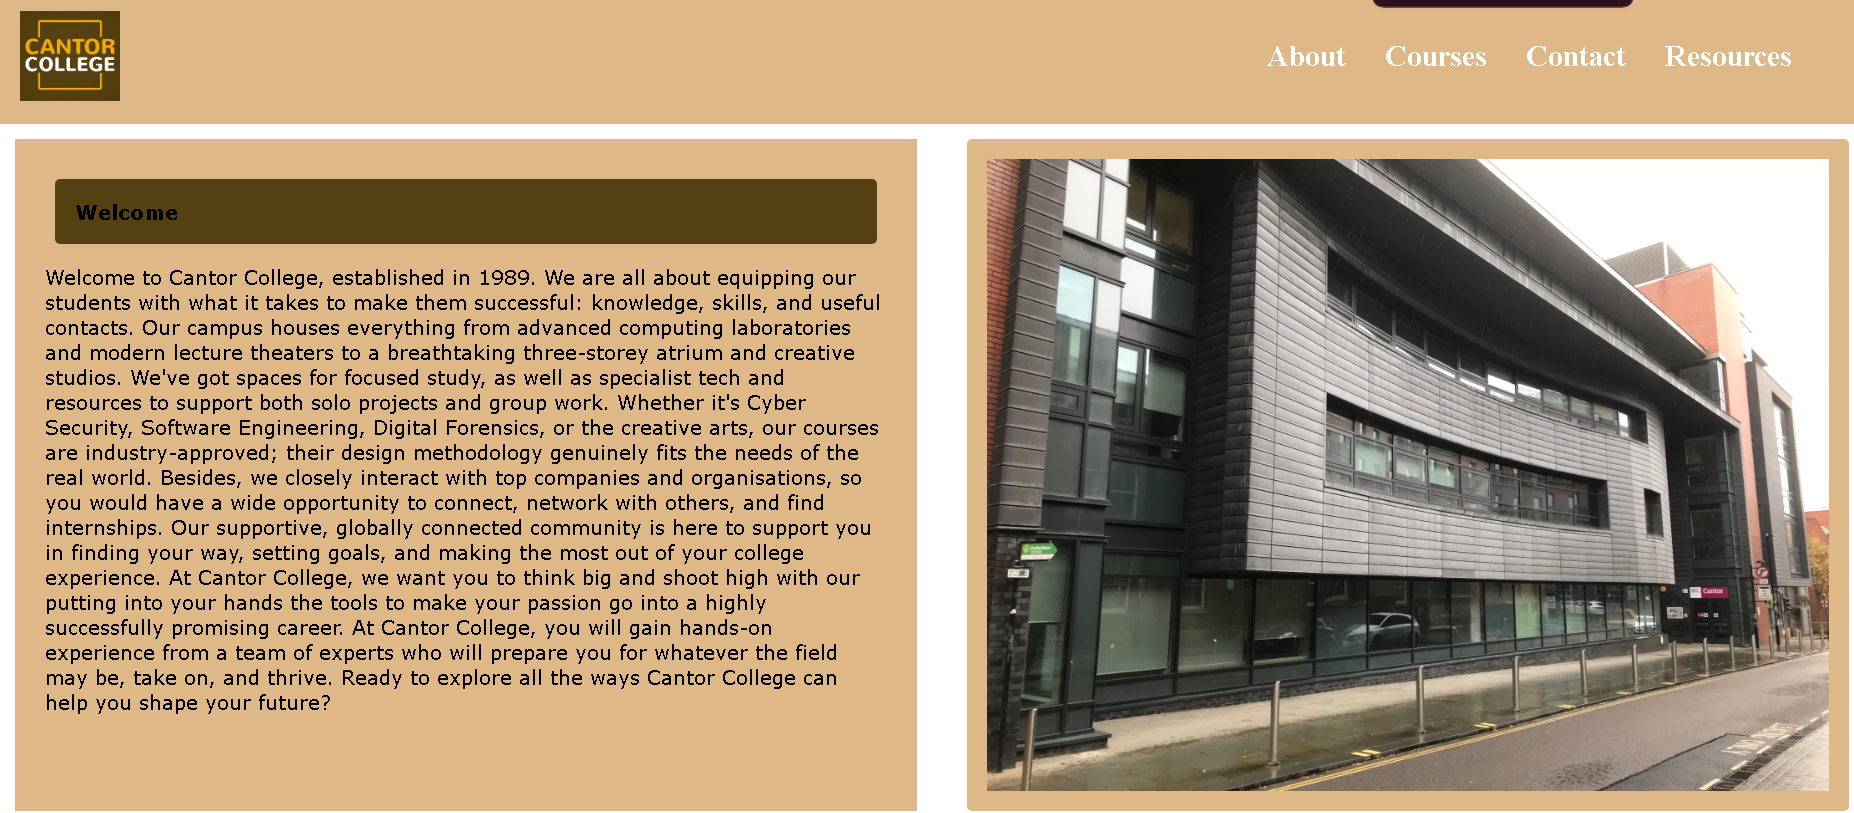 CANTOR
COLLEGE
About Courses Contact Resources
Welcome
Welcome to Cantor College, established in 1989. We are all about equipping our
students with what it takes to make them successful: knowledge, skills, and useful
contacts. Our campus houses everything from advanced computing laboratories
and modern lecture theaters to a breathtaking three-storey atrium and creative
studios. We've got spaces for focused study, as well as specialist tech and
resources to support both solo projects and group work. Whether it's Cyber
Security, Software Engineering, Digital Forensics, or the creative arts, our courses
are industry-approved; their design methodology genuinely fits the needs of the
real world. Besides, we closely interact with top companies and organisations, so
you would have a wide opportunity to connect, network with others, and find
internships. Our supportive, globally connected community is here to support you
in finding your way, setting goals, and making the most out of your college
experience. At Cantor College, we want you to think big and shoot high with our
putting into your hands the tools to make your passion go into a highly
successfully promising career. At Cantor College, you will gain hands-on
experience from a team of experts who will prepare you for whatever the field
may be, take on, and thrive. Ready to explore all the ways Cantor College can
help you shape your future?
Cantor